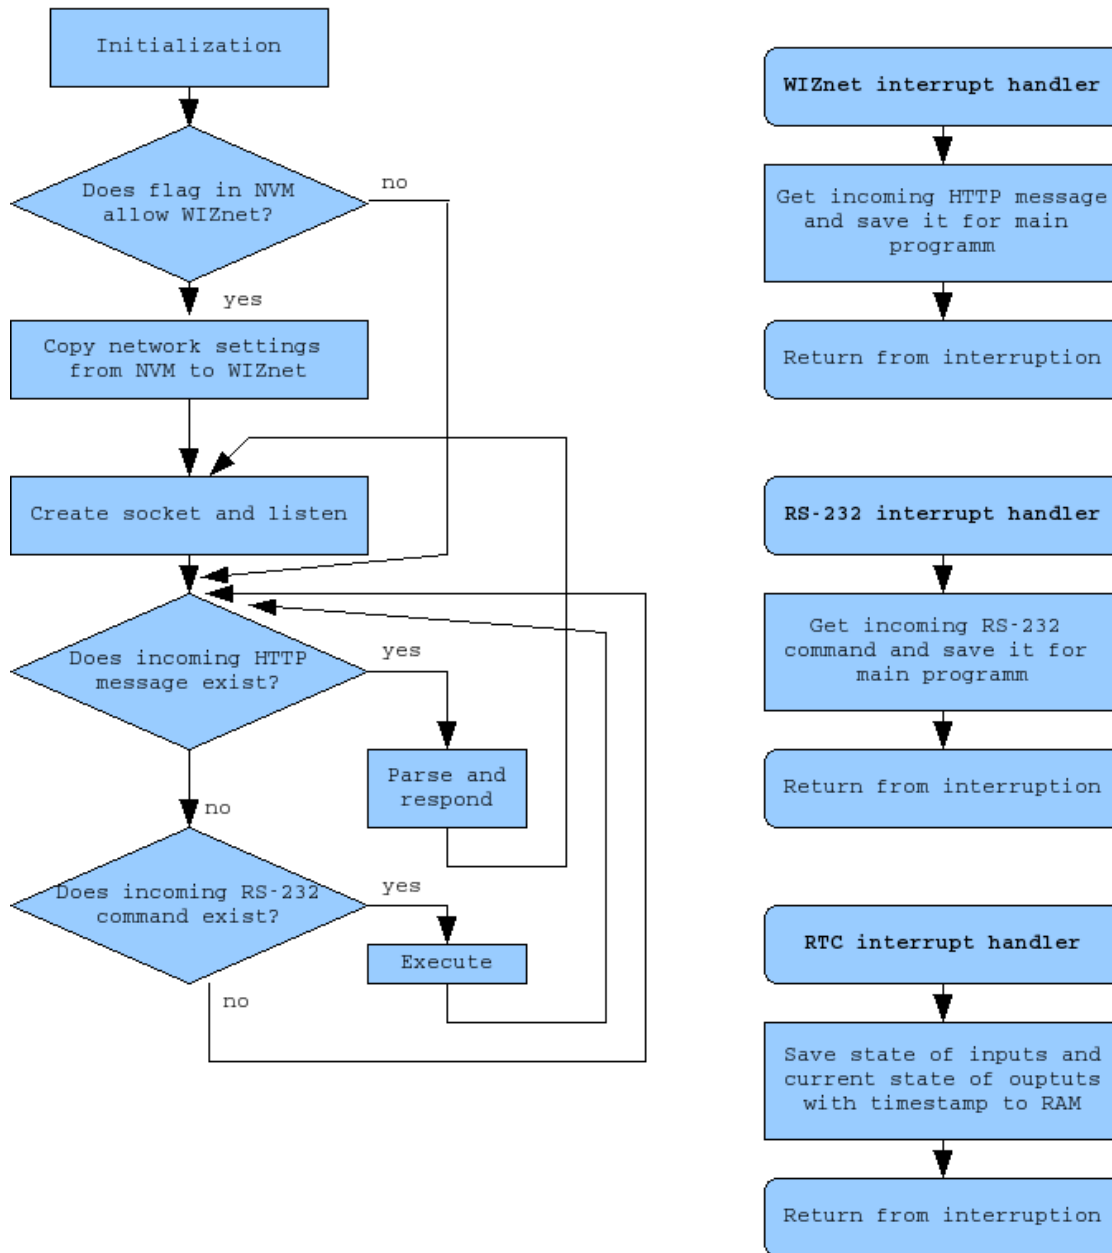 Initialization
Does flag in NVM
allow WIZnet?
no
yes
Copy network settings
from NVM to WIZnet
Create socket and listen
Does incoming HTTP
message exist?
yes
Parse and
respond
no
Does incoming RS-232
command exist?
yes
Execute
no
WIZnet interrupt handler
Get incoming HTTP message
and save it for main
programm
Return from interruption
RS-232 interrupt handler
Get incoming RS-232
command and save it for
main programm
Return from interruption
RTC interrupt handler
Save state of inputs and
current state of ouptuts
with timestamp to RAM
Return from interruption